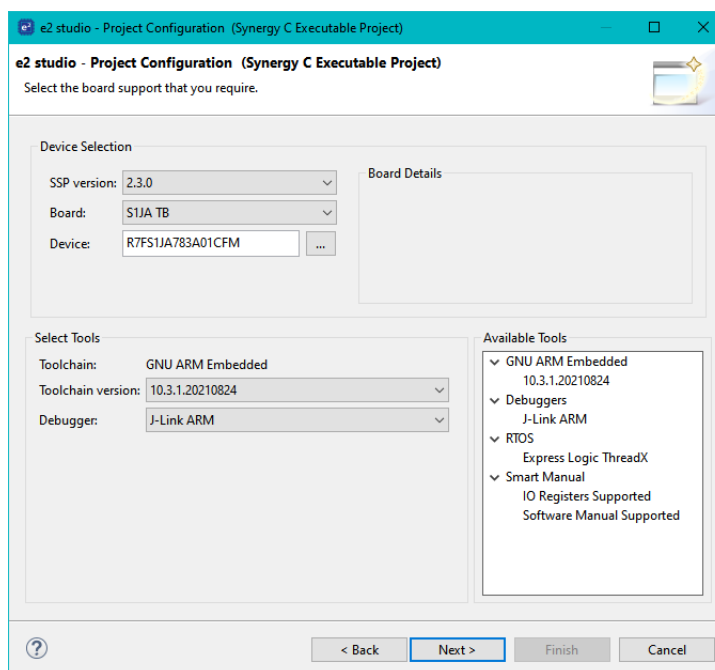 e2 studio - Project Configuration (Synergy C Executable Project)
e2 studio - Project Configuration (Synergy C Executable Project)
Select the board support that you require.
Device Selection
SSP version: 2.3.0
Board: S1JA TB
Device: R7FS1JA783A01CFM ...
Board Details
Select Tools
Toolchain: GNU ARM Embedded
Toolchain version: 10.3.1.20210824
Debugger: J-Link ARM
Available Tools
GNU ARM Embedded
10.3.1.20210824
Debuggers
J-Link ARM
RTOS
Express Logic ThreadX
Smart Manual
IO Registers Supported
Software Manual Supported
? < Back Next > Finish Cancel